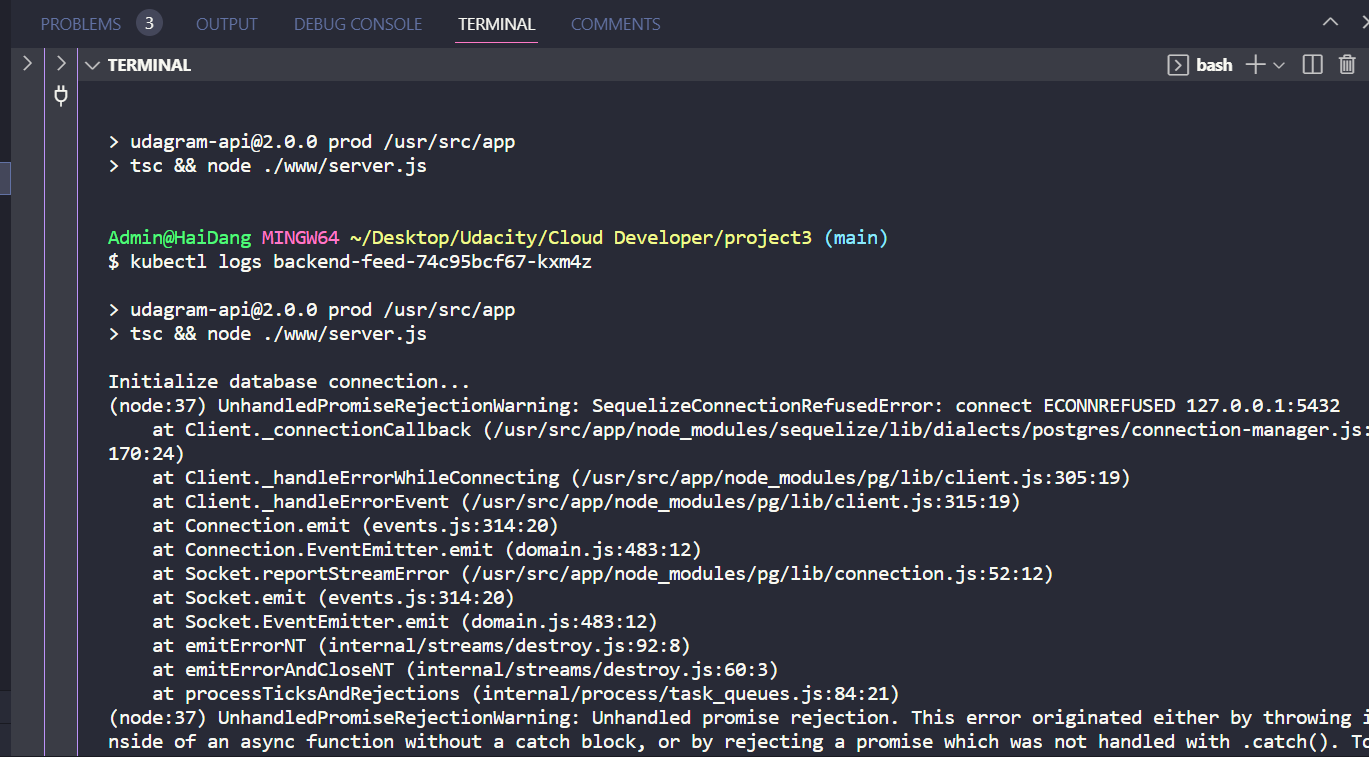 PROBLEMS 3 OUTPUT DEBUG CONSOLE TERMINAL COMMENTS
TERMINAL bash
> udagram-api@2.0.0 prod /usr/src/app
> tsc && node ./www/server.js
Admin@HaiDang MINGW64 ~/Desktop/Udacity/Cloud Developer/project3 (main)
$ kubectl logs backend-feed-74c95bcf67-kxm4z
> udagram-api@2.0.0 prod /usr/src/app
> tsc && node ./www/server.js
Initialize database connection...
(node:37) UnhandledPromiseRejectionWarning: SequelizeConnectionRefusedError: connect ECONNREFUSED 127.0.0.1:5432
    at Client._connectionCallback (/usr/src/app/node_modules/sequelize/lib/dialects/postgres/connection-manager.js:
170:24)
    at Client._handleErrorWhileConnecting (/usr/src/app/node_modules/pg/lib/client.js:305:19)
    at Client._handleErrorEvent (/usr/src/app/node_modules/pg/lib/client.js:315:19)
    at Connection.emit (events.js:314:20)
    at Connection.EventEmitter.emit (domain.js:483:12)
    at Socket.reportStreamError (/usr/src/app/node_modules/pg/lib/connection.js:52:12)
    at Socket.emit (events.js:314:20)
    at Socket.EventEmitter.emit (domain.js:483:12)
    at emitErrorNT (internal/streams/destroy.js:92:8)
    at emitErrorAndCloseNT (internal/streams/destroy.js:60:3)
    at processTicksAndRejections (internal/process/task_queues.js:84:21)
(node:37) UnhandledPromiseRejectionWarning: Unhandled promise rejection. This error originated either by throwing i
nside of an async function without a catch block, or by rejecting a promise which was not handled with .catch(). To